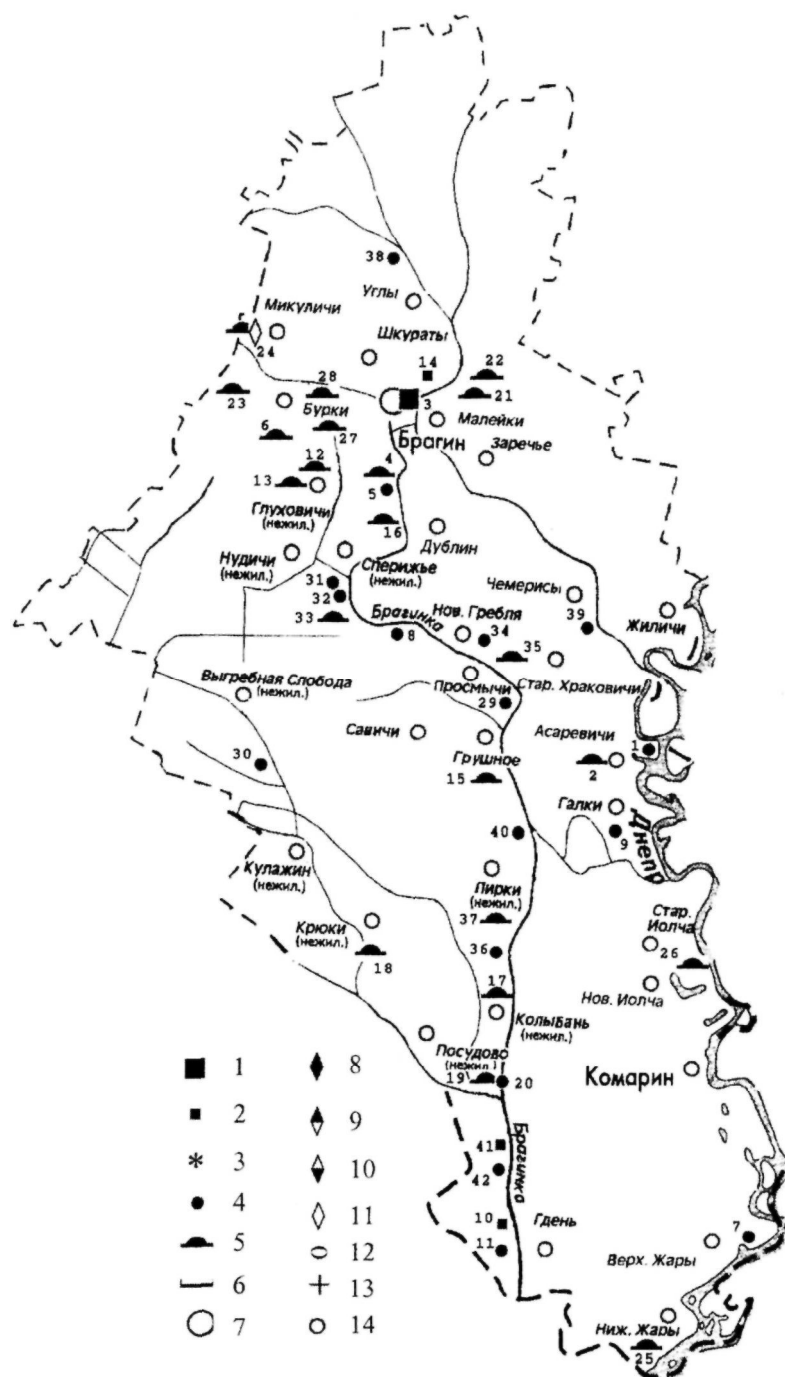 38
Углы
Микуличи
24
Шкураты
14
22
28
21
23
3
Бурки
Малейки
6
27
Брагин
Заречье
12
4
13
5
Глуховичи
(нежил.)
16
Дублин
Нудичи
(нежил.)
Сперижье
(нежил.)
Чемерисы
31
32
Брагинка
Нов. Гребля
39
Жиличи
33
8
34
35
Выгребная Слобода
(нежил.)
Просмычи
Стар. Храковичи
29
Савичи
Асаревичи
1
30
Грушное
2
15
Галки
Днепр
40
9
Кулажин
(нежил.)
Пирки
(нежил.)
Стар.
Иолча
Крюки
(нежил.)
37
26
18
36
17
Нов. Иолча
Колыбань
(нежил.)
Посудово
(нежил.)
19
20
Комарин
Брагинка
41
42
10
Гдень
7
11
Верх. Жары
Ниж. Жары
25
1
2
3
4
5
6
7
8
9
10
11
12
13
14